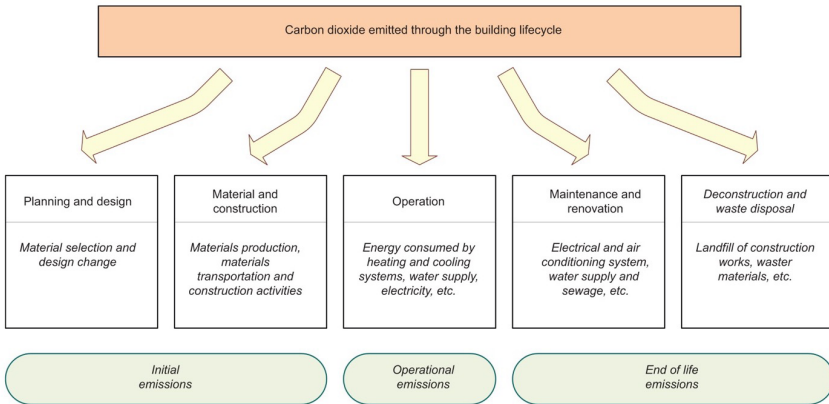 Carbon dioxide emitted through the building lifecycle
Planning and design
Material selection and
design change
Material and
construction
Materials production,
materials
transportation and
construction activities
Operation
Energy consumed by
heating and cooling
systems, water supply,
electricity, etc.
Maintenance and
renovation
Electrical and air
conditioning system,
water supply and
sewage, etc.
Deconstruction and
waste disposal
Landfill of construction
works, waster
materials, etc.
Initial
emissions
Operational
emissions
End of life
emissions